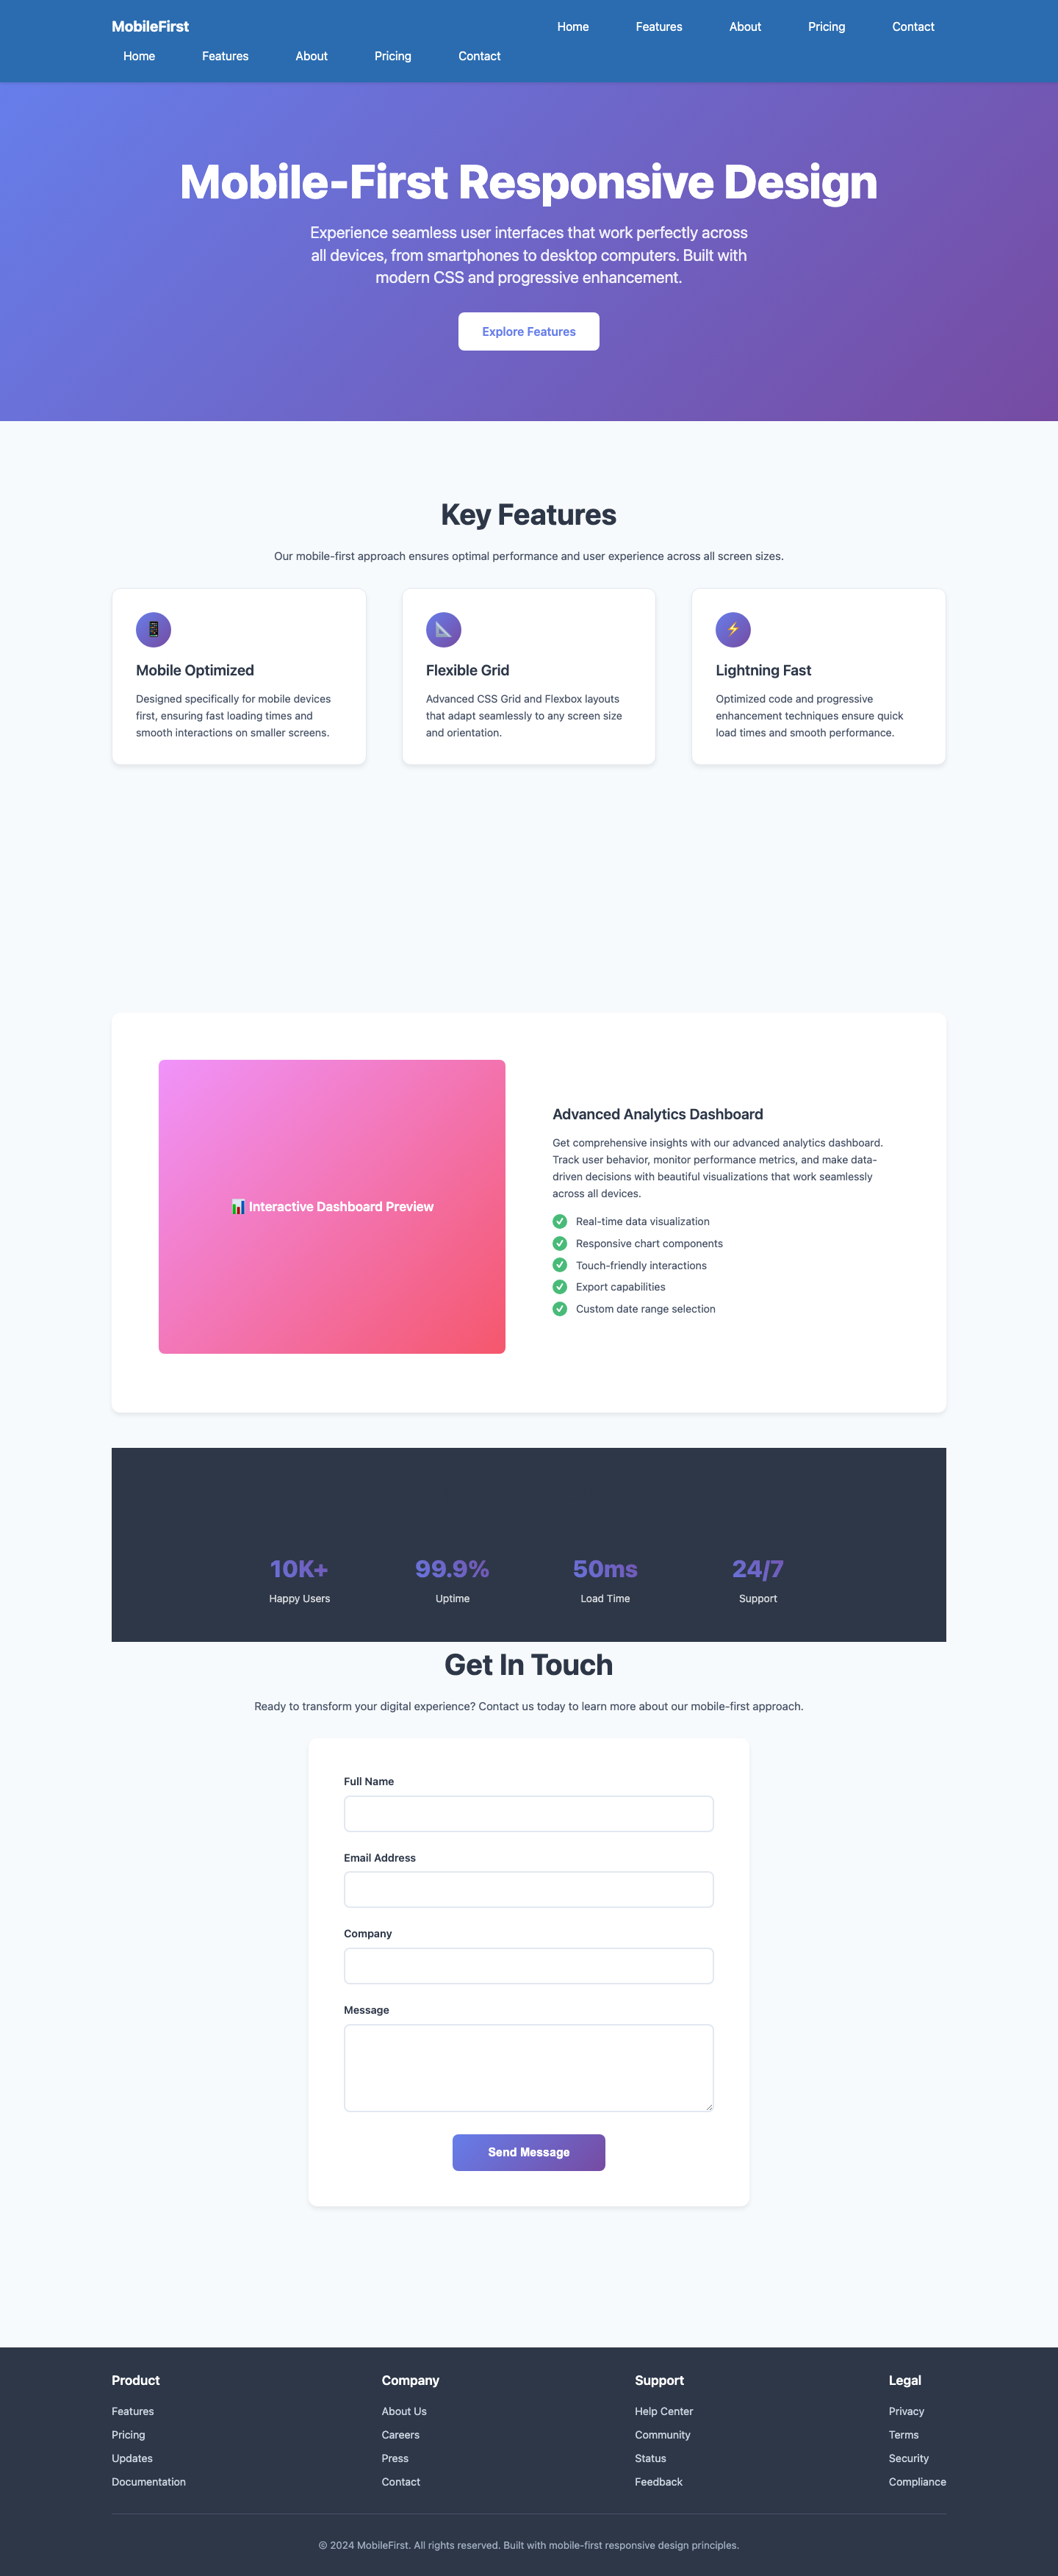 MobileFirst
Home Features About Pricing Contact
Home Features About Pricing Contact
Mobile-First Responsive Design
Experience seamless user interfaces that work perfectly across
all devices, from smartphones to desktop computers. Built with
modern CSS and progressive enhancement.
Explore Features
Key Features
Our mobile-first approach ensures optimal performance and user experience across all screen sizes.
Mobile Optimized
Designed specifically for mobile devices
first, ensuring fast loading times and
smooth interactions on smaller screens.
Flexible Grid
Advanced CSS Grid and Flexbox layouts
that adapt seamlessly to any screen size
and orientation.
Lightning Fast
Optimized code and progressive
enhancement techniques ensure quick
load times and smooth performance.
📊 Interactive Dashboard Preview
Advanced Analytics Dashboard
Get comprehensive insights with our advanced analytics dashboard.
Track user behavior, monitor performance metrics, and make data-
driven decisions with beautiful visualizations that work seamlessly
across all devices.
Real-time data visualization
Responsive chart components
Touch-friendly interactions
Export capabilities
Custom date range selection
10K+
Happy Users
99.9%
Uptime
50ms
Load Time
24/7
Support
Get In Touch
Ready to transform your digital experience? Contact us today to learn more about our mobile-first approach.
Full Name
Email Address
Company
Message
Send Message
Product
Features
Pricing
Updates
Documentation
Company
About Us
Careers
Press
Contact
Support
Help Center
Community
Status
Feedback
Legal
Privacy
Terms
Security
Compliance
© 2024 MobileFirst. All rights reserved. Built with mobile-first responsive design principles.